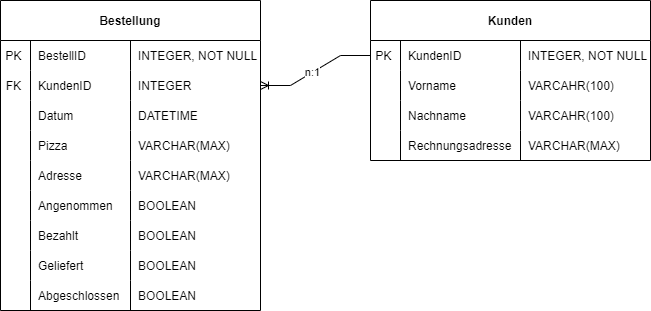 Bestellung
PK BestellID INTEGER, NOT NULL
FK KundenID INTEGER
Datum DATETIME
Pizza VARCHAR(MAX)
Adresse VARCHAR(MAX)
Angenommen BOOLEAN
Bezahlt BOOLEAN
Geliefert BOOLEAN
Abgeschlossen BOOLEAN
n:1
Kunden
PK KundenID INTEGER, NOT NULL
Vorname VARCAHR(100)
Nachname VARCAHR(100)
Rechnungsadresse VARCHAR(MAX)